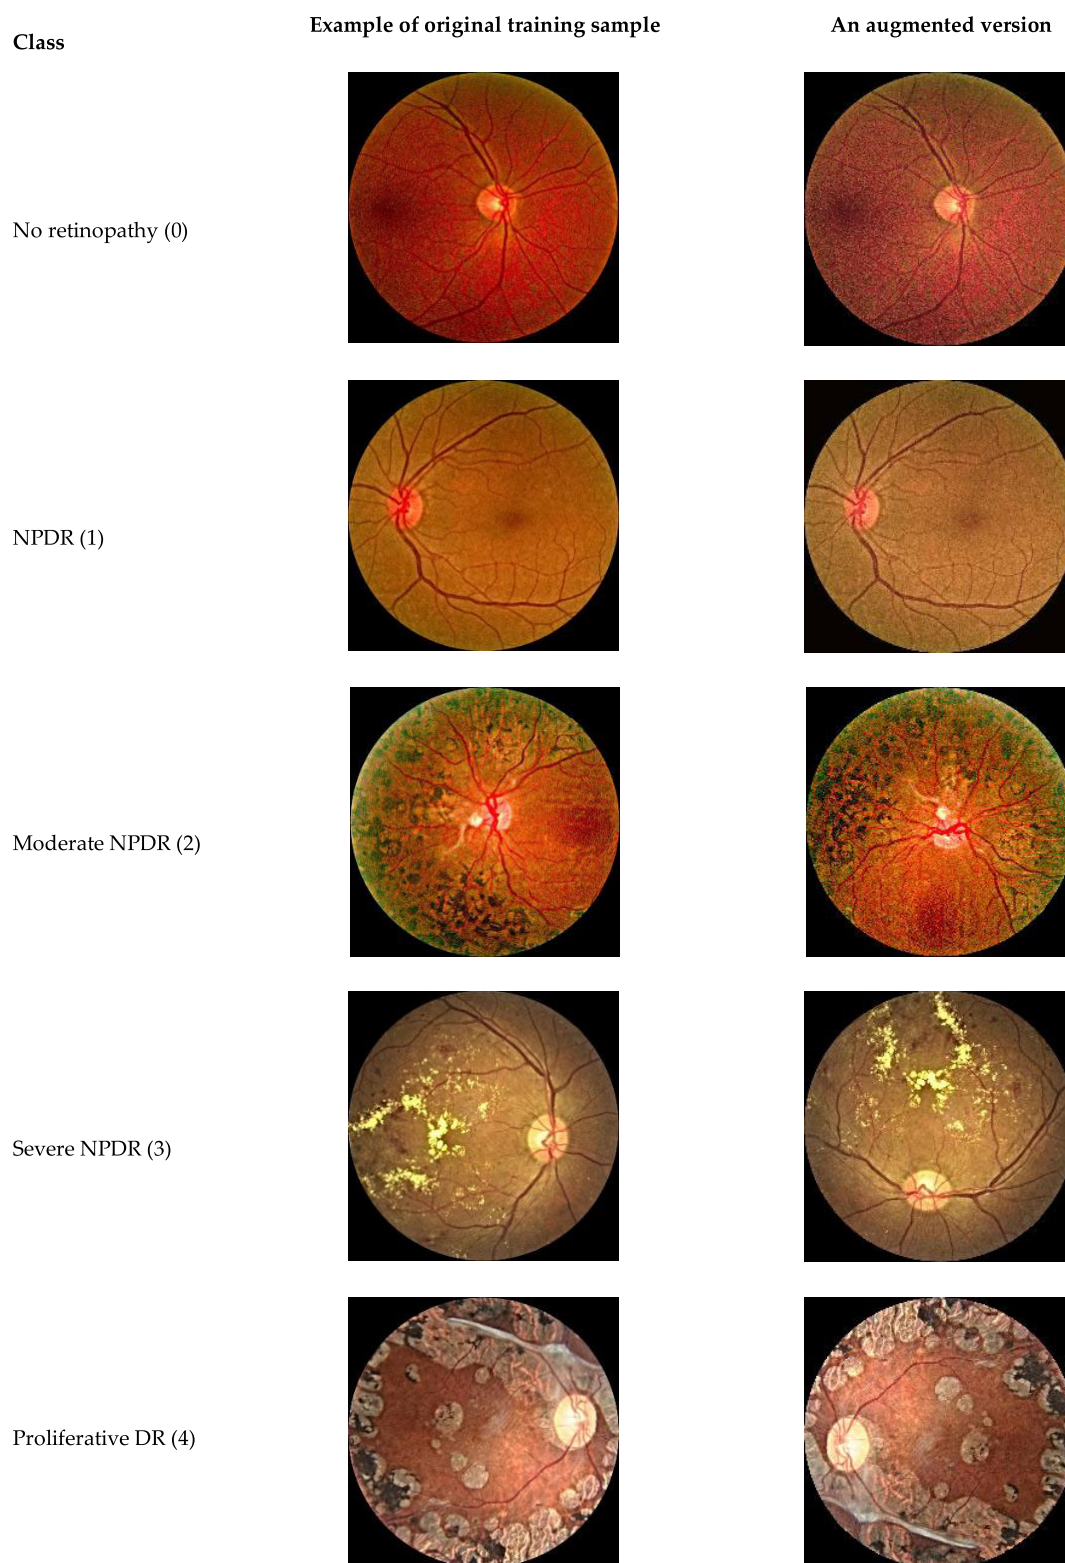 Class
Example of original training sample
An augmented version
No retinopathy (0)
NPDR (1)
Moderate NPDR (2)
Severe NPDR (3)
Proliferative DR (4)